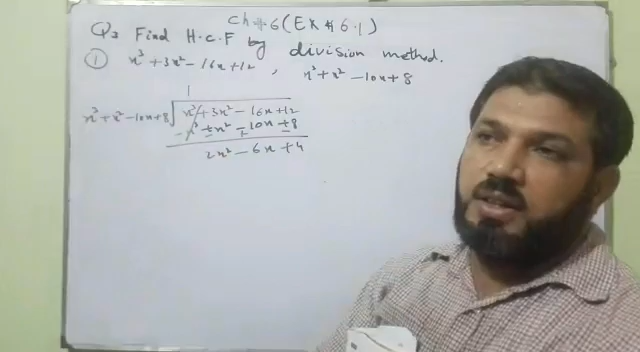 Ch # 6 (Ex # 6.1)
Q3 Find H.C.F by division method.
① x³+3x²-16x+12 , x³+x²-10x+8
1
x³+x²-10x+8 x³+3x²-16x+12
-x³±x²∓10x±8
2x²-6x+4